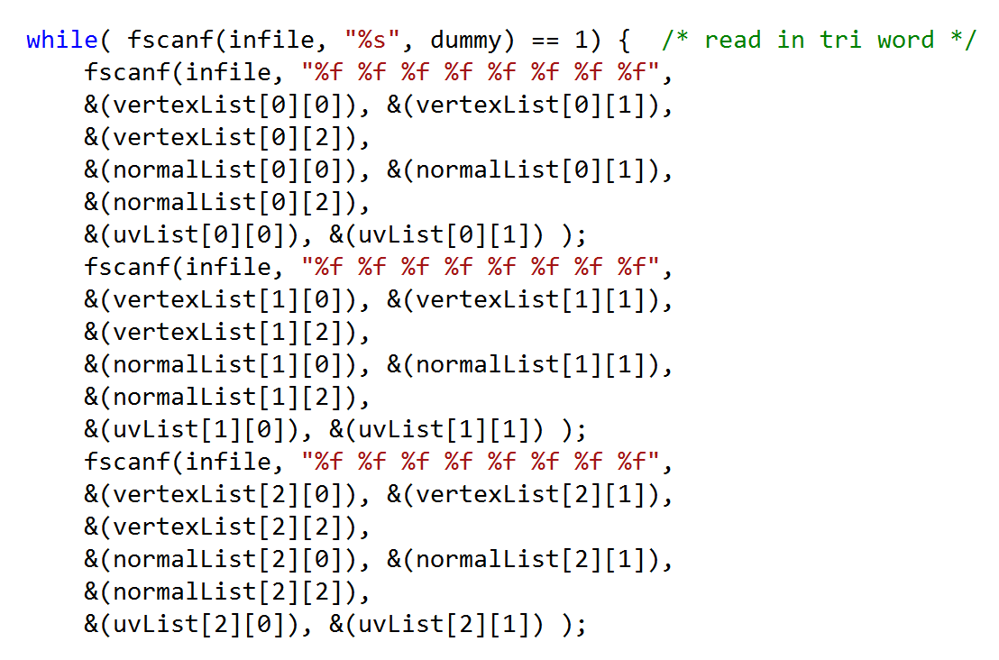 while( fscanf(infile, "%s", dummy) == 1) {  /* read in tri word */
    fscanf(infile, "%f %f %f %f %f %f %f %f",
    &(vertexList[0][0]), &(vertexList[0][1]),
    &(vertexList[0][2]),
    &(normalList[0][0]), &(normalList[0][1]),
    &(normalList[0][2]),
    &(uvList[0][0]), &(uvList[0][1]) );
    fscanf(infile, "%f %f %f %f %f %f %f %f",
    &(vertexList[1][0]), &(vertexList[1][1]),
    &(vertexList[1][2]),
    &(normalList[1][0]), &(normalList[1][1]),
    &(normalList[1][2]),
    &(uvList[1][0]), &(uvList[1][1]) );
    fscanf(infile, "%f %f %f %f %f %f %f %f",
    &(vertexList[2][0]), &(vertexList[2][1]),
    &(vertexList[2][2]),
    &(normalList[2][0]), &(normalList[2][1]),
    &(normalList[2][2]),
    &(uvList[2][0]), &(uvList[2][1]) );